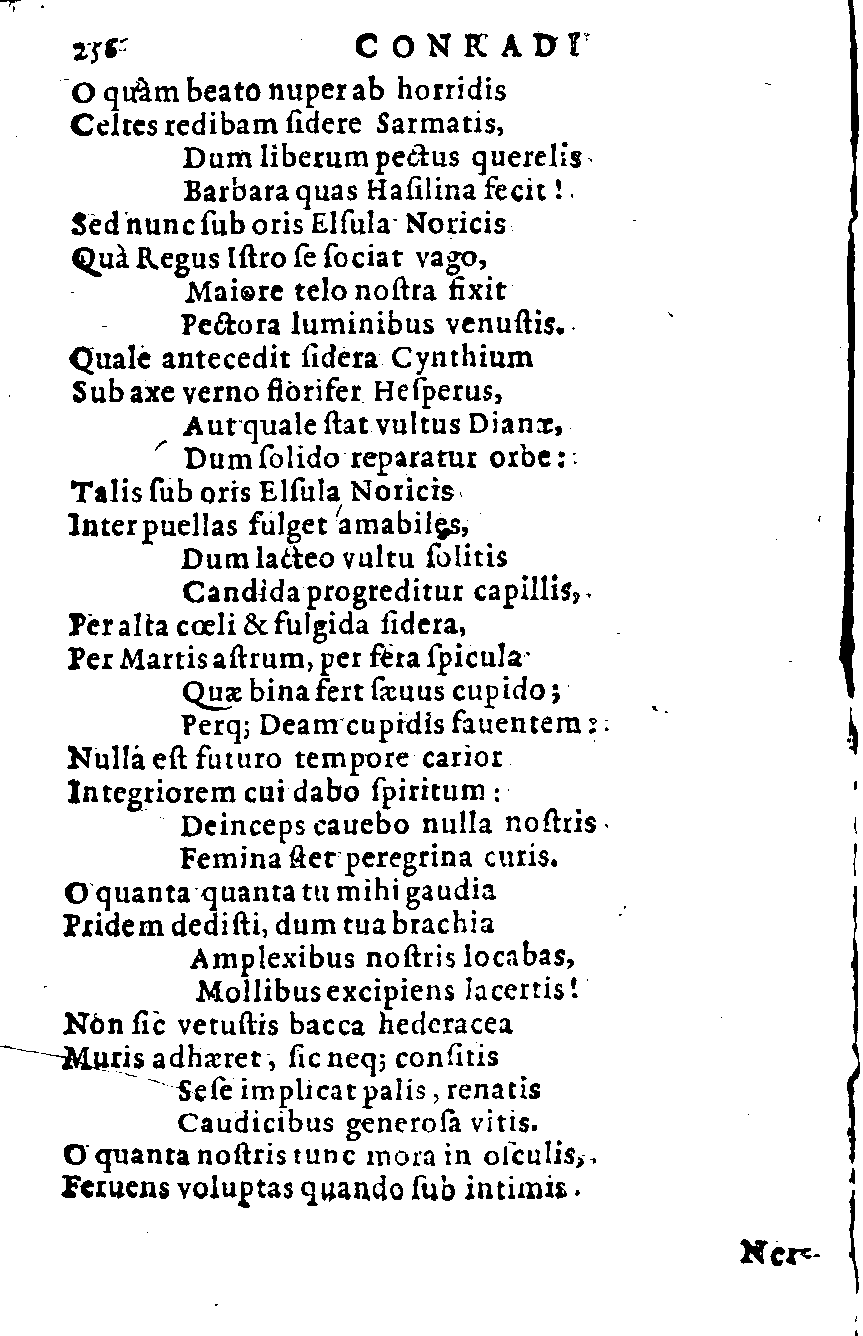 256 CONRADI
O quàm beato nuper ab horridis
Celtes redibam ſidere Sarmatis,
Dum liberum pectus querelis
Barbara quas Haſilina fecit!
Sed nunc ſub oris Elſula Noricis
Quà Regus Iſtro ſe ſociat vago,
Maiore telo noſtra fixit
Pectora luminibus venuſtis.
Quale antecedit ſidera Cynthium
Sub axe verno florifer Heſperus,
Aut quale ſtat vultus Dianæ,
Dum ſolido reparatur orbe:
Talis ſub oris Elſula Noricis
Inter puellas fulget amabiles,
Dum lacteo vultu ſolitis
Candida progreditur capillis,
Per alta cœli & fulgida ſidera,
Per Martis aſtrum, per fera ſpicula
Quæ bina fert ſæuus cupido;
Perq; Deam cupidis fauentem:
Nulla eſt futuro tempore carior
Integriorem cui dabo ſpiritum:
Deinceps cauebo nulla noſtris
Femina ſtet peregrina curis.
O quanta quanta tu mihi gaudia
Pridem dediſti, dum tua brachia
Amplexibus noſtris locabas,
Mollibus excipiens lacertis!
Non ſic vetuſtis bacca hederacea
Muris adhæret, ſic neq; conſitis
Seſe implicat palis, renatis
Caudicibus generoſa vitis.
O quanta noſtris tunc mora in oſculis,
Feruens voluptas quando ſub intimis
Ner-